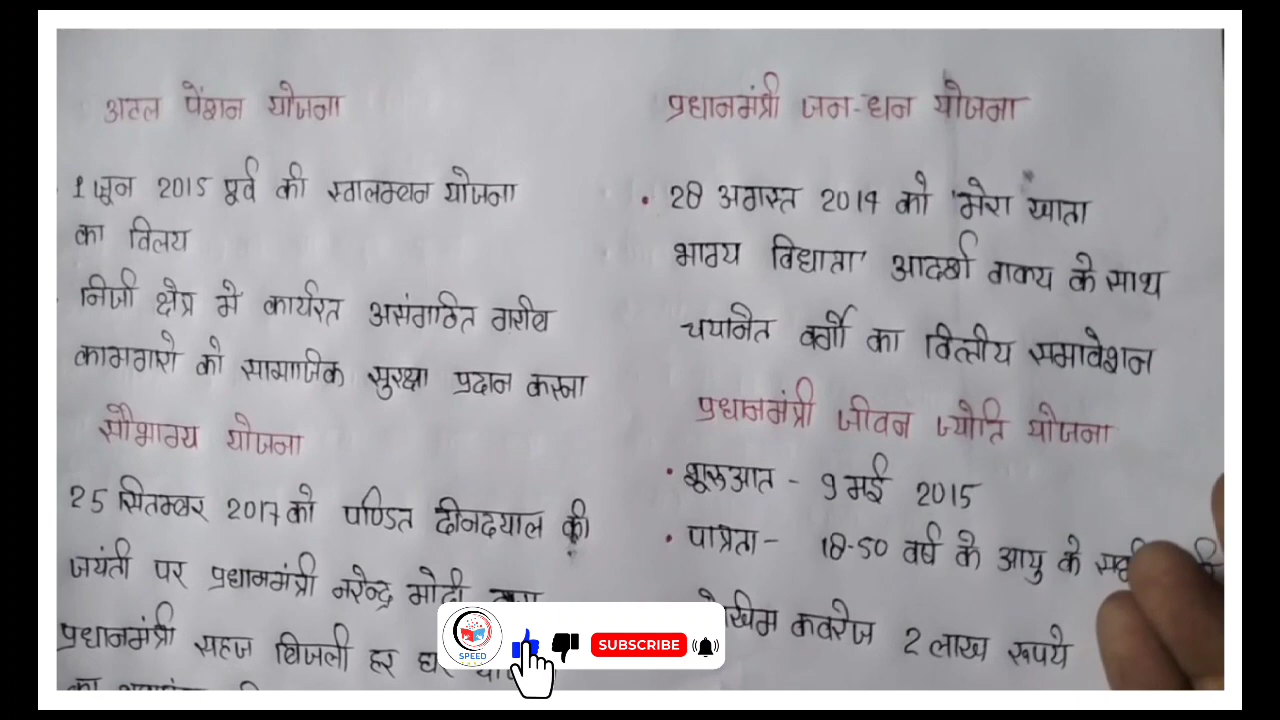 अटल पेंशन योजना
1 जून 2015 पूर्व की स्वालम्बन योजना
का विलय
निजी क्षेत्र मे कार्यरत असंगठित गरीब
कामगारो को सामाजिक सुरक्षा प्रदान करना
सौभाग्य योजना
25 सितम्बर 2017 को पण्डित दीनदयाल की
जयंती पर प्रधानमंत्री नरेन्द्र मोदी
प्रधानमंत्री सहज बिजली हर घर
का
प्रधानमंत्री जन-धन योजना
• 28 अगस्त 2014 को 'मेरा खाता
भाग्य विधाता' आदर्श वाक्य के साथ
चयनित वर्गो का वित्तीय समावेशन
प्रधानमंत्री जीवन ज्योति योजना
• शुरूआत - 9 मई 2015
• पात्रता - 18-50 वर्ष के आयु के
कवरेज 2 लाख रूपये
SPEED
SUBSCRIBE